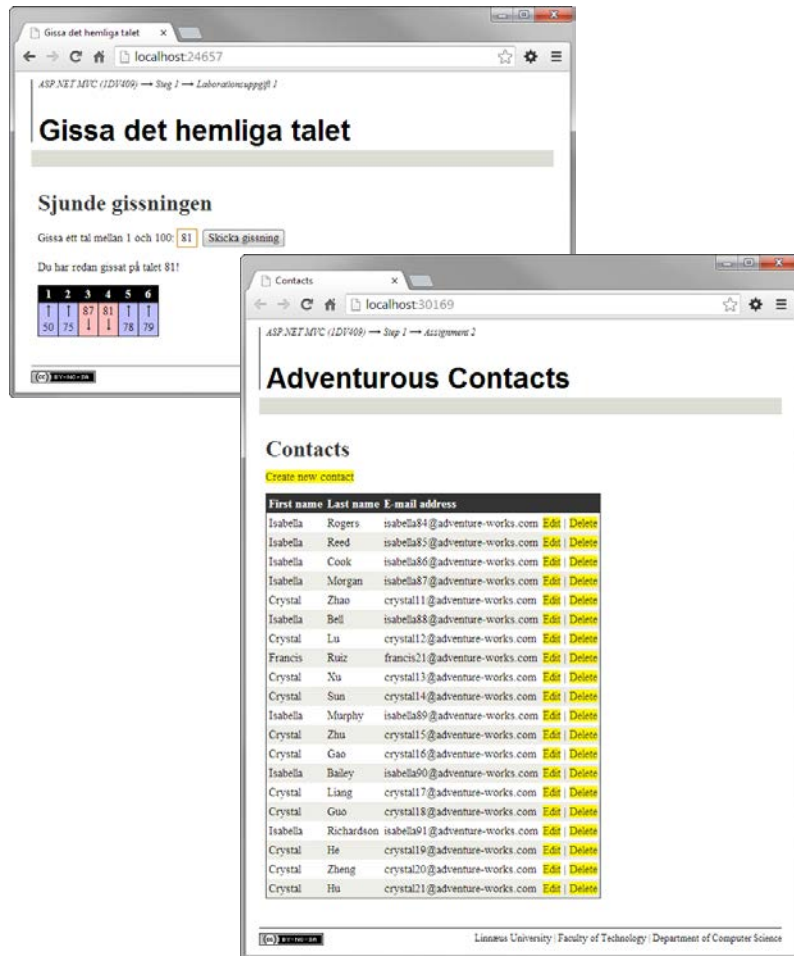 Gissa det hemliga talet
localhost:24657
ASP.NET MVC (1DV409) → Steg 1 → Laborationsuppgift 1
Gissa det hemliga talet
Sjunde gissningen
Gissa ett tal mellan 1 och 100: 81 Skicka gissning
Du har redan gissat på talet 81!
1 2 3 4 5 6
↑ ↑ 87 81 ↑ ↑
50 75 ↓ ↓ 78 79
(cc) BY-NC-SA
Contacts
localhost:30169
ASP.NET MVC (1DV409) → Step 1 → Assignment 2
Adventurous Contacts
Contacts
Create new contact
First name Last name E-mail address
Isabella Rogers isabella84@adventure-works.com Edit | Delete
Isabella Reed isabella85@adventure-works.com Edit | Delete
Isabella Cook isabella86@adventure-works.com Edit | Delete
Isabella Morgan isabella87@adventure-works.com Edit | Delete
Crystal Zhao crystal11@adventure-works.com Edit | Delete
Isabella Bell isabella88@adventure-works.com Edit | Delete
Crystal Lu crystal12@adventure-works.com Edit | Delete
Francis Ruiz francis21@adventure-works.com Edit | Delete
Crystal Xu crystal13@adventure-works.com Edit | Delete
Crystal Sun crystal14@adventure-works.com Edit | Delete
Isabella Murphy isabella89@adventure-works.com Edit | Delete
Crystal Zhu crystal15@adventure-works.com Edit | Delete
Crystal Gao crystal16@adventure-works.com Edit | Delete
Isabella Bailey isabella90@adventure-works.com Edit | Delete
Crystal Liang crystal17@adventure-works.com Edit | Delete
Crystal Guo crystal18@adventure-works.com Edit | Delete
Isabella Richardson isabella91@adventure-works.com Edit | Delete
Crystal He crystal19@adventure-works.com Edit | Delete
Crystal Zheng crystal20@adventure-works.com Edit | Delete
Crystal Hu crystal21@adventure-works.com Edit | Delete
(cc) BY-NC-SA
Linnæus University | Faculty of Technology | Department of Computer Science